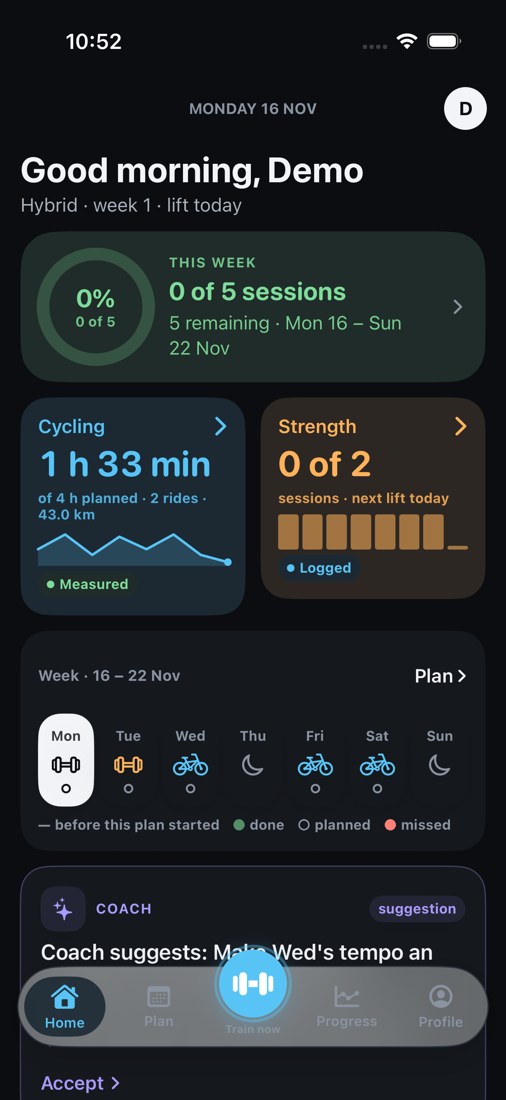 10:52
MONDAY 16 NOV
D
Good morning, Demo
Hybrid · week 1 · lift today
THIS WEEK
0%
0 of 5
0 of 5 sessions
5 remaining · Mon 16 – Sun
22 Nov
Cycling
1 h 33 min
of 4 h planned · 2 rides ·
43.0 km
Measured
Strength
0 of 2
sessions · next lift today
Logged
Week · 16 – 22 Nov
Plan
Mon Tue Wed Thu Fri Sat Sun
— before this plan started done planned missed
COACH
suggestion
Coach suggests: Make Wed's tempo an
Home Plan Train now Progress Profile
Accept